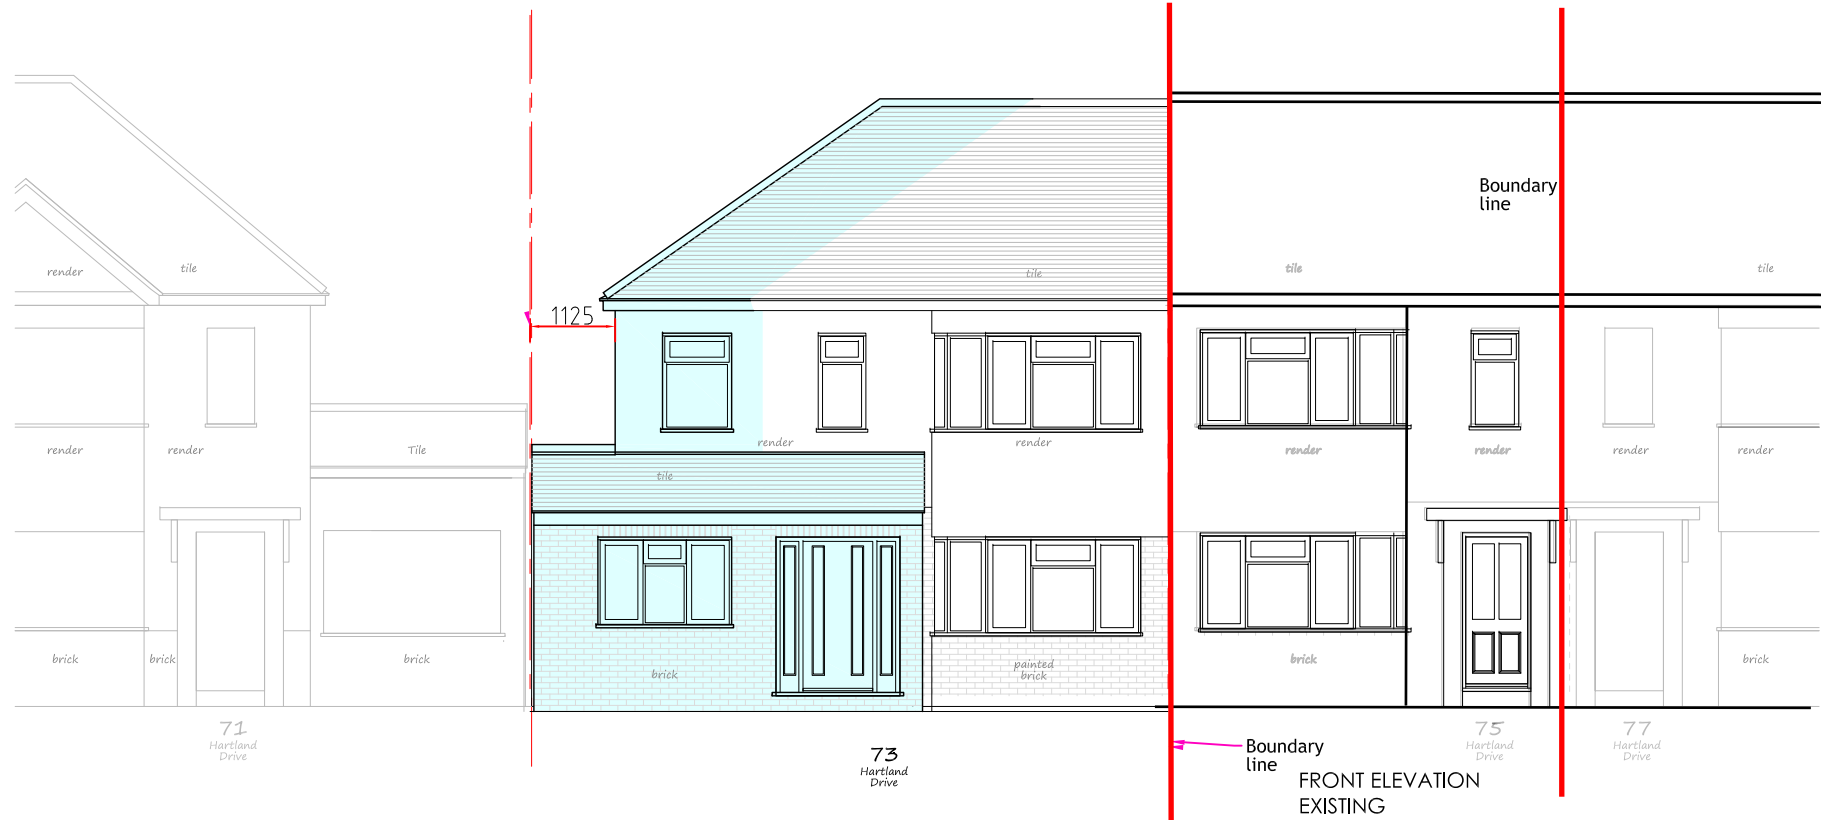 Boundary
line
render
tile
tile
tile
tile
1125
render
render
Tile
render
render
render
render
render
render
tile
brick
brick
brick
brick
painted
brick
brick
brick
71
Hartland
Drive
73
Hartland
Drive
75
Hartland
Drive
77
Hartland
Drive
Boundary
line
FRONT ELEVATION
EXISTING